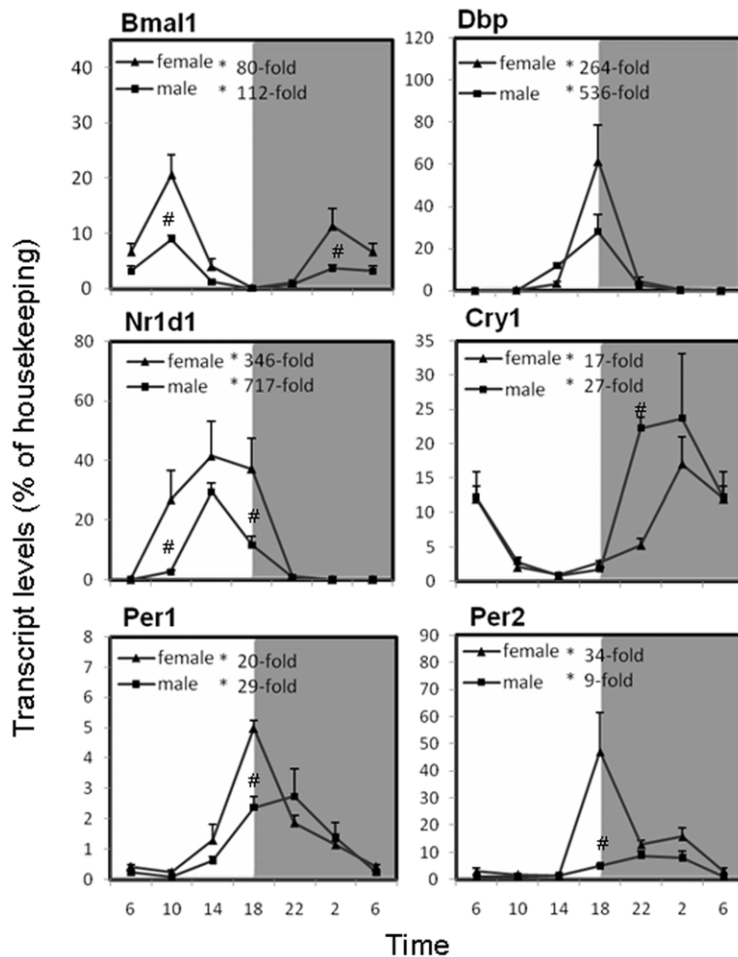 Bmal1
female * 80-fold
male * 112-fold
40
30
20
10
0
#
#
Dbp
female * 264-fold
male * 536-fold
120
100
80
60
40
20
0
Nr1d1
female * 346-fold
male * 717-fold
80
60
40
20
0
#
#
Cry1
female * 17-fold
male * 27-fold
35
30
25
20
15
10
5
0
#
Per1
female * 20-fold
male * 29-fold
8
7
6
5
4
3
2
1
0
#
6 10 14 18 22 2 6
Per2
female * 34-fold
male * 9-fold
90
80
70
60
50
40
30
20
10
0
#
6 10 14 18 22 2 6
Transcript levels (% of housekeeping)
Time